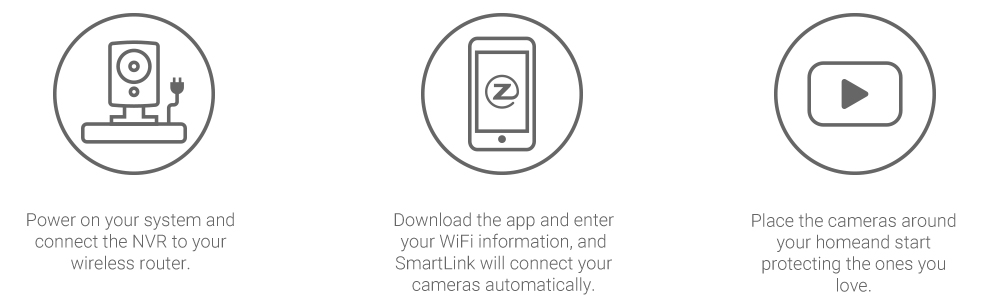 Power on your system and
connect the NVR to your
wireless router.
Z
Download the app and enter
your WiFi information, and
SmartLink will connect your
cameras automatically.
Place the cameras around
your homeand start
protecting the ones you
love.